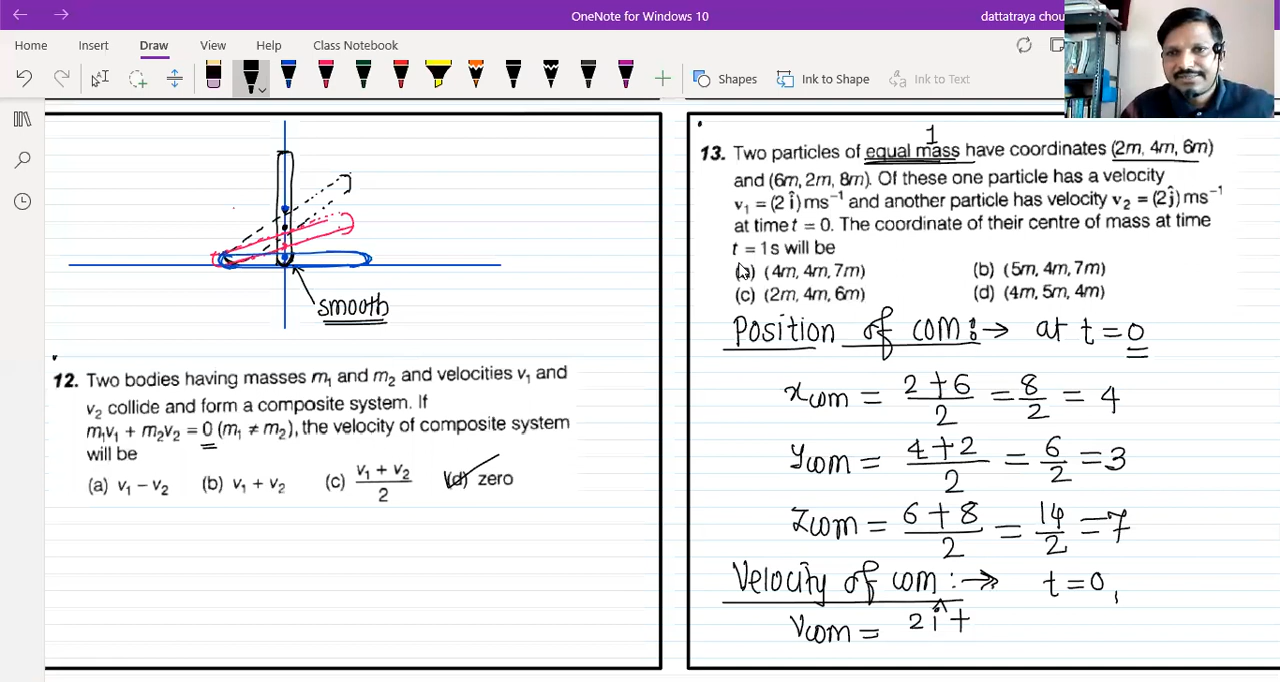 OneNote for Windows 10
dattatraya chou
Home Insert Draw View Help Class Notebook
Shapes Ink to Shape Ink to Text
smooth
12. Two bodies having masses m₁ and m₂ and velocities v₁ and
v₂ collide and form a composite system. If
m₁v₁ + m₂v₂ = 0 (m₁ ≠ m₂), the velocity of composite system
will be
(a) v₁ − v₂ (b) v₁ + v₂ (c) (v₁ + v₂)/2 (d) zero
1
13. Two particles of equal mass have coordinates (2m, 4m, 6m)
and (6m, 2m, 8m). Of these one particle has a velocity
v₁ = (2 î) ms⁻¹ and another particle has velocity v₂ = (2ĵ) ms⁻¹
at time t = 0. The coordinate of their centre of mass at time
t = 1s will be
(a) (4m, 4m, 7m) (b) (5m, 4m, 7m)
(c) (2m, 4m, 6m) (d) (4m, 5m, 4m)
Position of com :→ at t = 0
xcom = (2 + 6)/2 = 8/2 = 4
ycom = (4 + 2)/2 = 6/2 = 3
zcom = (6 + 8)/2 = 14/2 = 7
Velocity of com :→ t = 0,
vcom = 2î +